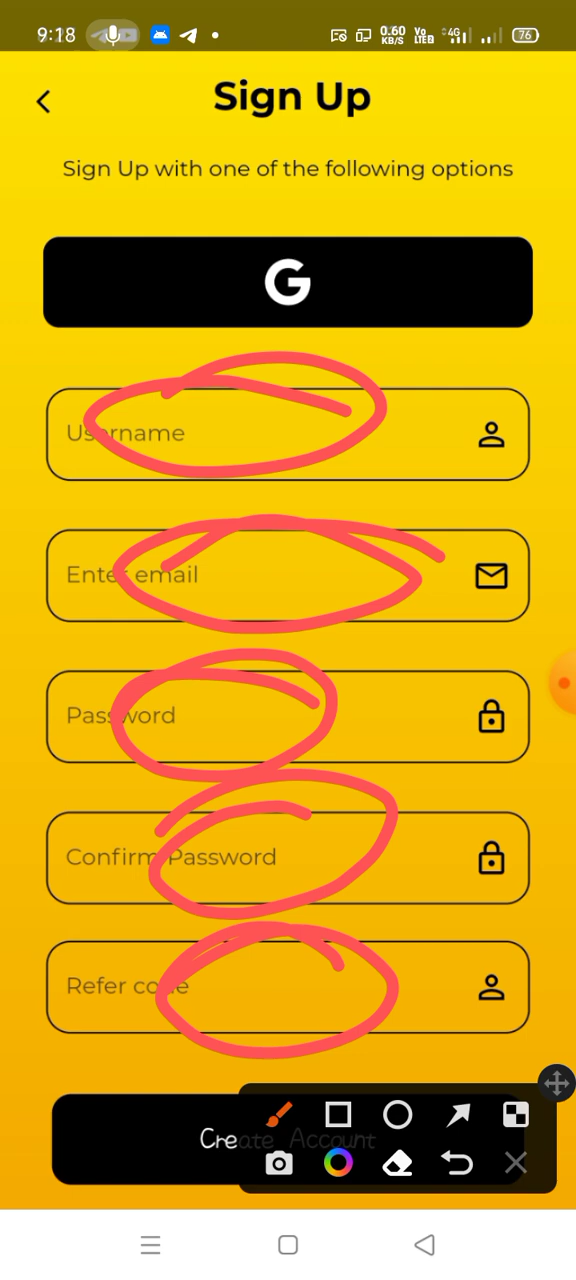 9:18
0.60 KB/S Vo LTE2 4G 76
Sign Up
Sign Up with one of the following options
G
Username
Enter email
Password
Confirm Password
Refer code
Create Account